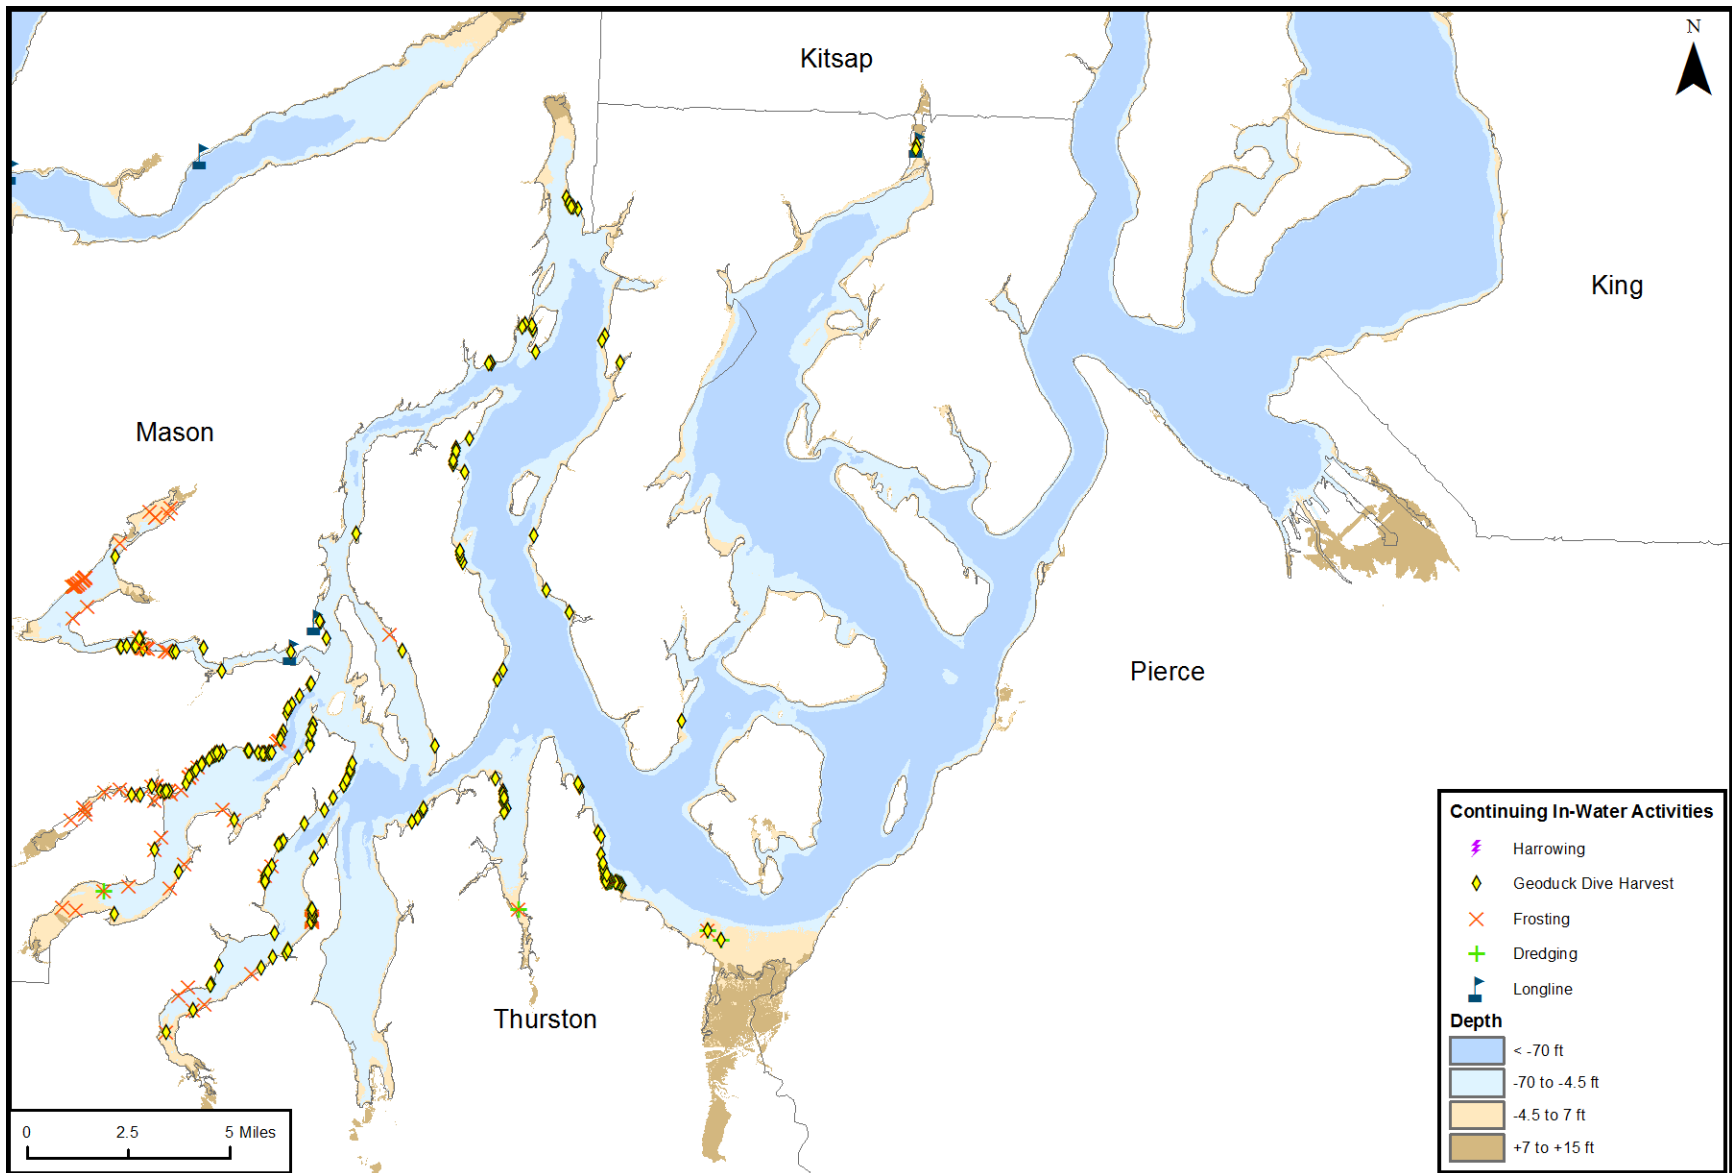 Kitsap
N
King
Mason
Pierce
Thurston
Continuing In-Water Activities
Harrowing
Geoduck Dive Harvest
Frosting
Dredging
Longline
Depth
< -70 ft
-70 to -4.5 ft
-4.5 to 7 ft
+7 to +15 ft
0 2.5 5 Miles